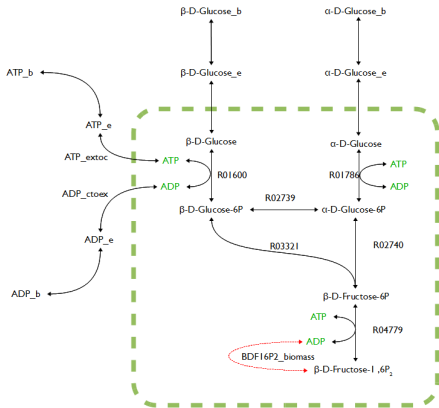 β-D-Glucose_b
α-D-Glucose_b
ATP_b
β-D-Glucose_e
α-D-Glucose_e
ATP_e
β-D-Glucose
α-D-Glucose
ATP_extoc
ATP
ATP
R01600
R01786
ADP_ctoex
ADP
ADP
R02739
β-D-Glucose-6P
α-D-Glucose-6P
ADP_e
R03321
R02740
ADP_b
β-D-Fructose-6P
ATP
R04779
ADP
BDF16P2_biomass
β-D-Fructose-1,6P2